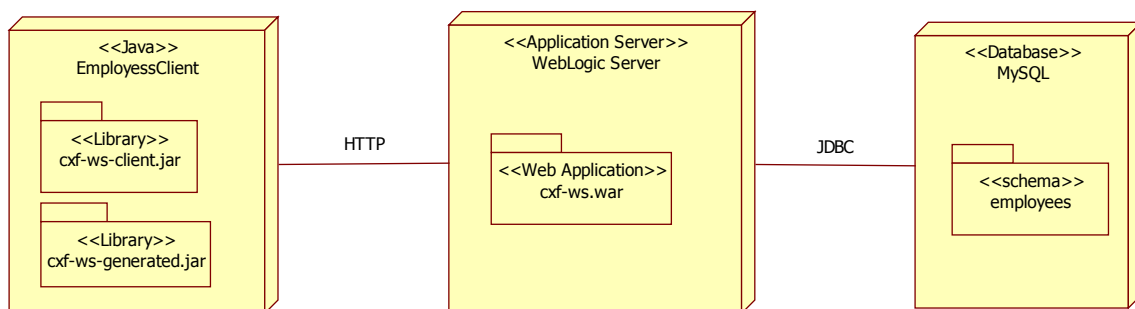 <<Java>>
EmployessClient
<<Library>>
cxf-ws-client.jar
<<Library>>
cxf-ws-generated.jar
HTTP
<<Application Server>>
WebLogic Server
<<Web Application>>
cxf-ws.war
JDBC
<<Database>>
MySQL
<<schema>>
employees